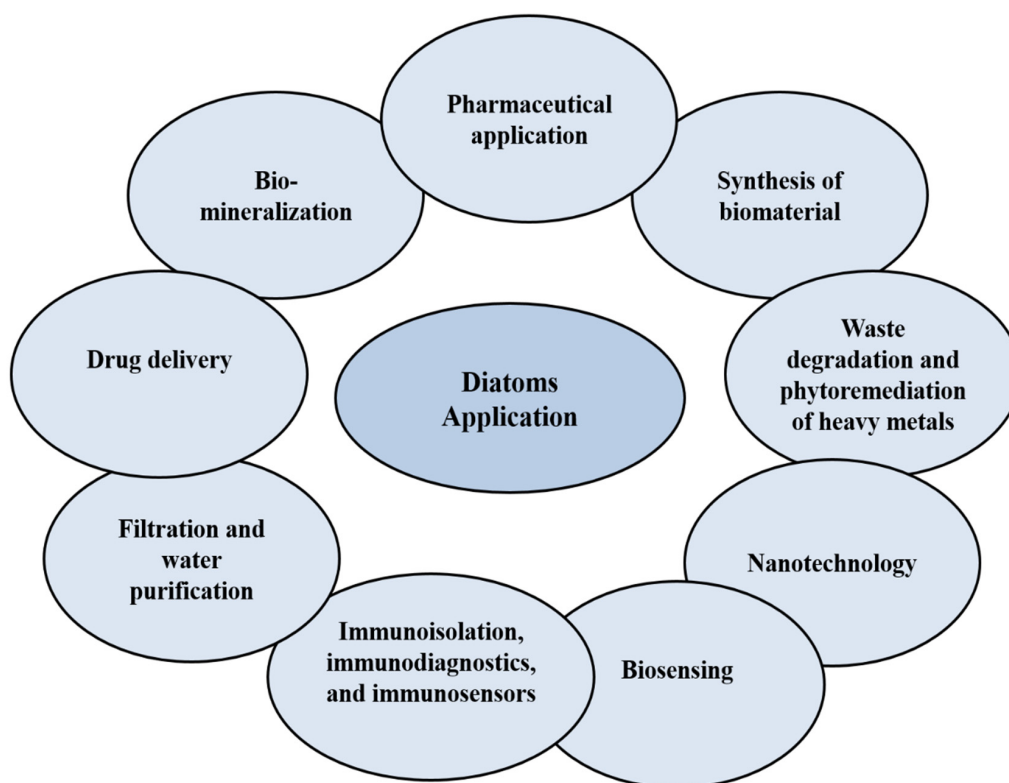 Pharmaceutical
application
Synthesis of
biomaterial
Waste
degradation and
phytoremediation
of heavy metals
Nanotechnology
Biosensing
Immunoisolation,
immunodiagnostics,
and immunosensors
Filtration and
water
purification
Drug delivery
Bio-
mineralization
Diatoms
Application